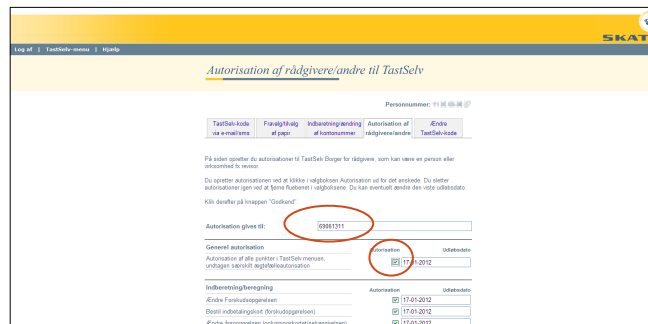 SKAT
Log af | TastSelv-menu | Hjælp
Autorisation af rådgivere/andre til TastSelv
Personnummer:
TastSelv-kode via e-mail/sms
Fravalg/tilvalg af papir
Indberetning/ændring af kontonummer
Autorisation af rådgivere/andre
Ændre TastSelv-kode
På siden opretter du autorisationer til TastSelv Borger for rådgivere, som kan være en person eller
virksomhed fx revisor.
Du opretter autorisationen ved at klikke i valgboksen Autorisation ud for det ønskede. Du sletter
autorisationer igen ved at fjerne fluebenet i valgboksene. Du kan eventuelt ændre den viste udløbsdato.
Klik derefter på knappen "Godkend".
Autorisation gives til: 69061311
Generel autorisation Autorisation Udløbsdato
Autorisation af alle punkter i TastSelv menuen,
undtagen særskilt ægtefælleautorisation 17-01-2012
Indberetning/beregning Autorisation Udløbsdato
Ændre Forskudsopgørelsen 17-01-2012
Bestil indbetalingskort (forskudsopgørelsen) 17-01-2012
17-01-2012